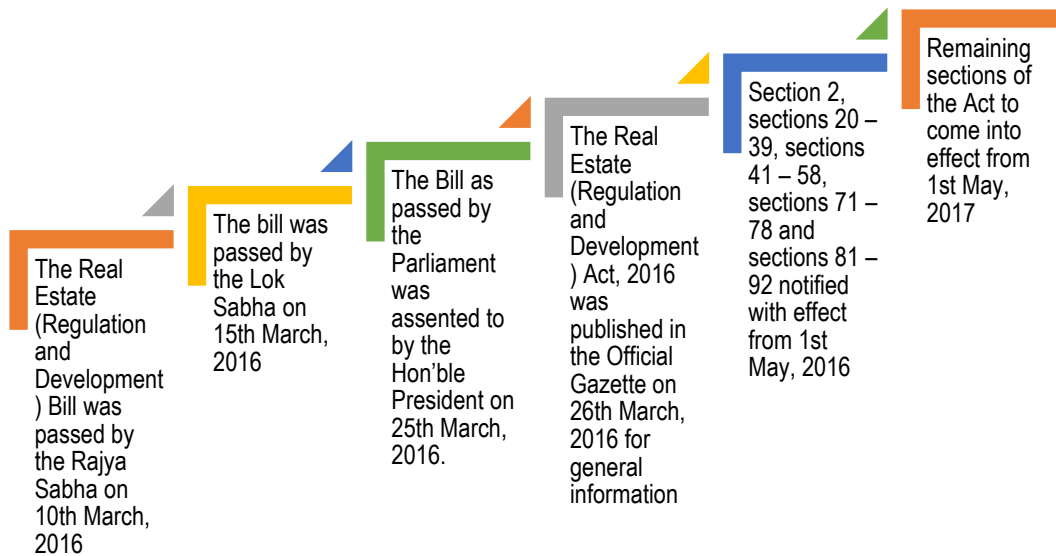 The Real
Estate
(Regulation
and
Development
) Bill was
passed by
the Rajya
Sabha on
10th March,
2016
The bill was
passed by
the Lok
Sabha on
15th March,
2016
The Bill as
passed by
the
Parliament
was
assented to
by the
Hon’ble
President on
25th March,
2016.
The Real
Estate
(Regulation
and
Development
) Act, 2016
was
published in
the Official
Gazette on
26th March,
2016 for
general
information
Section 2,
sections 20 –
39, sections
41 – 58,
sections 71 –
78 and
sections 81 –
92 notified
with effect
from 1st
May, 2016
Remaining
sections of
the Act to
come into
effect from
1st May,
2017